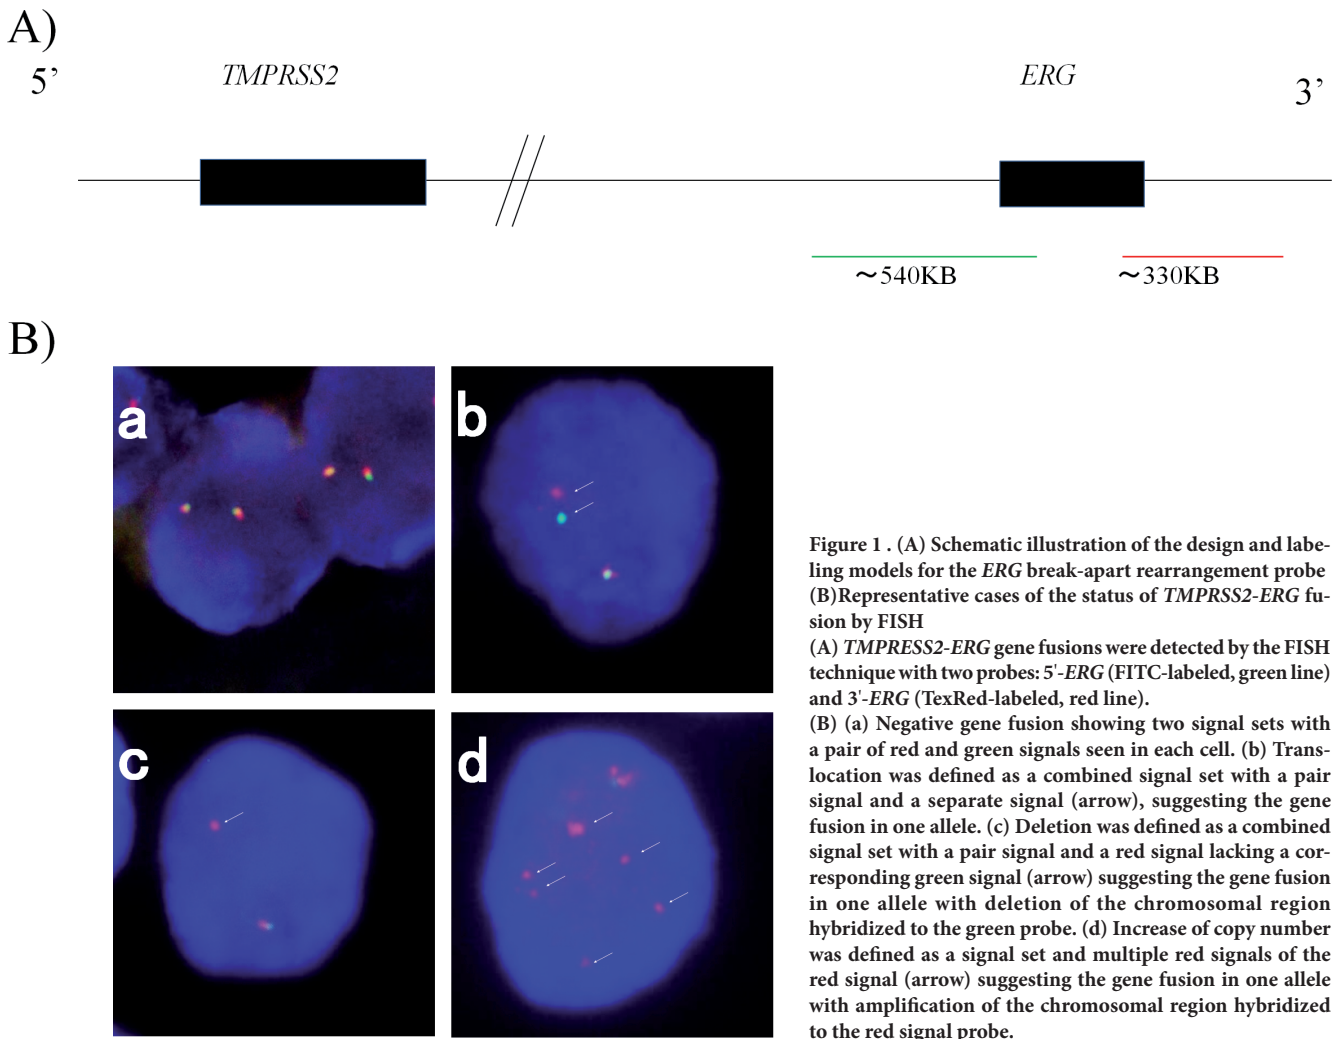 A)
5’
TMPRSS2
ERG
3’
~540KB
~330KB
B)
a
b
c
d
Figure 1 . (A) Schematic illustration of the design and labe-
ling models for the ERG break-apart rearrangement probe
(B)Representative cases of the status of TMPRSS2-ERG fu-
sion by FISH
(A) TMPRESS2-ERG gene fusions were detected by the FISH
technique with two probes: 5'-ERG (FITC-labeled, green line)
and 3'-ERG (TexRed-labeled, red line).
(B) (a) Negative gene fusion showing two signal sets with
a pair of red and green signals seen in each cell. (b) Trans-
location was defined as a combined signal set with a pair
signal and a separate signal (arrow), suggesting the gene
fusion in one allele. (c) Deletion was defined as a combined
signal set with a pair signal and a red signal lacking a cor-
responding green signal (arrow) suggesting the gene fusion
in one allele with deletion of the chromosomal region
hybridized to the green probe. (d) Increase of copy number
was defined as a signal set and multiple red signals of the
red signal (arrow) suggesting the gene fusion in one allele
with amplification of the chromosomal region hybridized
to the red signal probe.